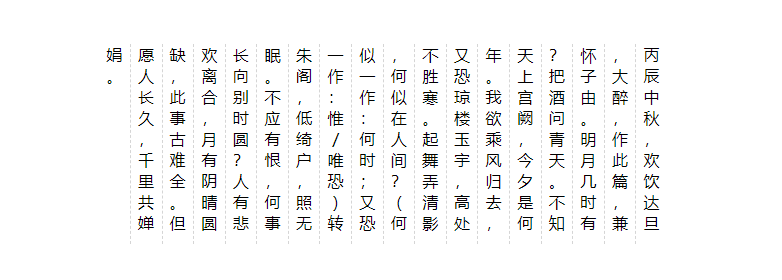 丙辰中秋，欢饮达旦
，大醉，作此篇，兼
怀子由。明月几时有
？把酒问青天。不知
天上宫阙，今夕是何
年。我欲乘风归去，
又恐琼楼玉宇，高处
不胜寒。起舞弄清影
，何似在人间？（何
似一作：何时；又恐
一作：惟/唯恐）转
朱阁，低绮户，照无
眠。不应有恨，何事
长向别时圆？人有悲
欢离合，月有阴晴圆
缺，此事古难全。但
愿人长久，千里共婵
娟。